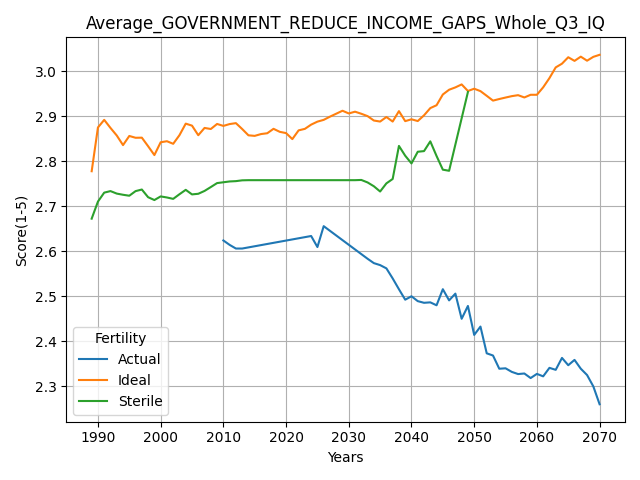 Average_GOVERNMENT_REDUCE_INCOME_GAPS_Whole_Q3_IQ
Score(1-5)
3.0
2.9
2.8
2.7
2.6
2.5
2.4
2.3
Fertility
Actual
Ideal
Sterile
1990 2000 2010 2020 2030 2040 2050 2060 2070
Years